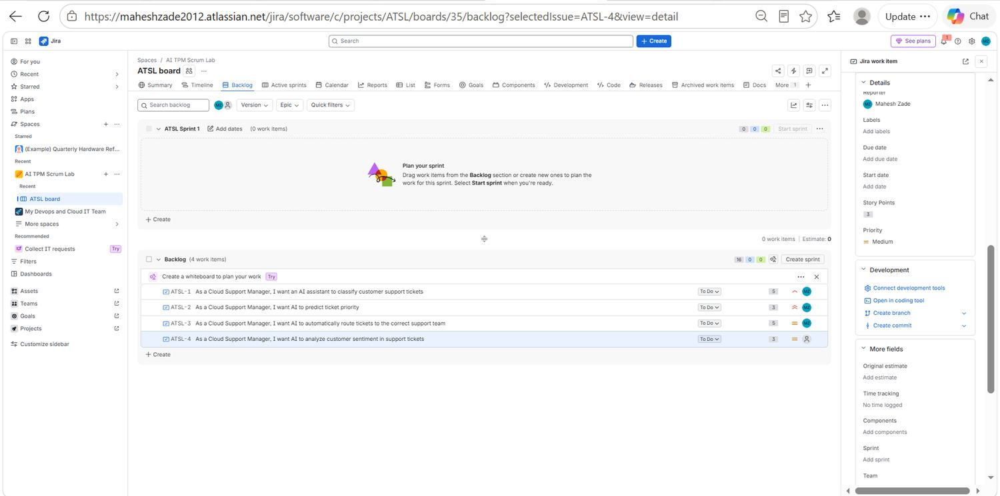 https://maheshzade2012.atlassian.net/jira/software/c/projects/ATSL/boards/35/backlog?selectedIssue=ATSL-4&view=detail
Update
Chat
Jira
Search
Create
See plans
1
MZ
For you
Recent
Starred
Apps
Plans
Spaces
Starred
(Example) Quarterly Hardware Ref...
Recent
AI TPM Scrum Lab
Recent
ATSL board
My Devops and Cloud IT Team
More spaces
Recommended
Collect IT requests Try
Filters
Dashboards
Assets
Teams
Goals
Projects
Customize sidebar
Spaces / AI TPM Scrum Lab
ATSL board
Summary Timeline Backlog Active sprints Calendar Reports List Forms Goals Components Development Code Releases Archived work items Docs More 1
Search backlog MZ Version Epic Quick filters
ATSL Sprint 1 Add dates (0 work items) 0 0 0 Start sprint
Plan your sprint
Drag work items from the Backlog section or create new ones to plan the
work for this sprint. Select Start sprint when you're ready.
Create
0 work items Estimate: 0
Backlog (4 work items) 16 0 0 Create sprint
Create a whiteboard to plan your work Try
ATSL-1 As a Cloud Support Manager, I want an AI assistant to classify customer support tickets To Do 5 MZ
ATSL-2 As a Cloud Support Manager, I want AI to predict ticket priority To Do 3 MZ
ATSL-3 As a Cloud Support Manager, I want AI to automatically route tickets to the correct support team To Do 5 MZ
ATSL-4 As a Cloud Support Manager, I want AI to analyze customer sentiment in support tickets To Do 3
Create
Jira work item
Details
Reporter
MZ Mahesh Zade
Labels
Add labels
Due date
Add due date
Start date
Add date
Story Points
3
Priority
Medium
Development
Connect development tools
Open in coding tool
Create branch
Create commit
More fields
Original estimate
Add estimate
Time tracking
No time logged
Components
Add components
Sprint
Add sprint
Team